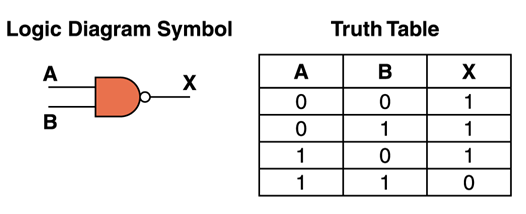 Logic Diagram Symbol
A
X
B
Truth Table
A B X
0 0 1
0 1 1
1 0 1
1 1 0